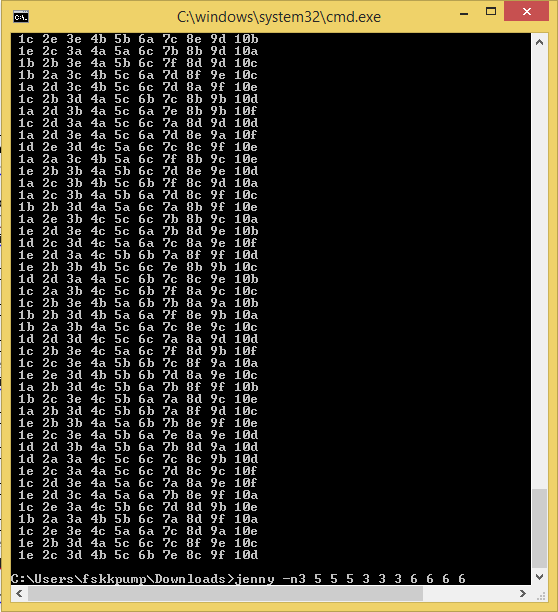 C:\windows\system32\cmd.exe
1c 2e 3e 4b 5b 6a 7c 8e 9d 10b
1e 2c 3a 4a 5a 6c 7b 8b 9d 10a
1b 2b 3e 4a 5b 6c 7f 8d 9d 10c
1b 2a 3c 4b 5c 6a 7d 8f 9e 10c
1a 2d 3c 4b 5c 6c 7d 8a 9f 10e
1c 2b 3d 4a 5c 6b 7c 8b 9b 10d
1a 2d 3b 4a 5c 6a 7e 8b 9b 10f
1c 2d 3a 4a 5c 6c 7a 8d 9d 10d
1a 2d 3e 4a 5a 6a 7d 8e 9a 10f
1d 2e 3d 4c 5a 6c 7c 8c 9f 10e
1a 2a 3c 4b 5a 6c 7f 8b 9c 10e
1e 2b 3b 4a 5b 6c 7d 8e 9e 10d
1a 2c 3b 4c 5c 6b 7f 8d 9e 10a
1a 2c 3b 4a 5b 6a 7d 8c 9f 10c
1b 2b 3d 4a 5a 6c 7a 8b 9f 10e
1a 2e 3b 4c 5c 6c 7b 8b 9c 10a
1e 2d 3e 4c 5a 6c 7b 8d 9e 10b
1d 2c 3d 4c 5a 6a 7c 8a 9e 10f
1e 2d 3a 4c 5b 6b 7a 8f 9f 10d
1e 2b 3b 4b 5c 6c 7e 8b 9b 10c
1d 2d 3a 4a 5c 6b 7c 8c 9e 10b
1a 2c 3b 4c 5c 6b 7f 8a 9c 10c
1c 2b 3e 4b 5a 6b 7b 8a 9a 10b
1b 2b 3d 4b 5a 6a 7f 8e 9b 10a
1b 2a 3b 4c 5c 6a 7c 8e 9c 10c
1d 2d 3d 4c 5c 6c 7a 8a 9d 10d
1e 2b 3d 4c 5a 6c 7f 8d 9b 10f
1c 2c 3e 4a 5b 6b 7c 8f 9a 10a
1e 2d 3e 4b 5b 6b 7d 8a 9e 10c
1a 2b 3d 4c 5a 6a 7b 8f 9f 10b
1b 2c 3e 4b 5b 6a 7a 8d 9c 10e
1a 2b 3d 4c 5b 6b 7a 8f 9d 10c
1e 2b 3b 4a 5b 6b 7e 8b 9f 10e
1e 2c 3e 4c 5b 6a 7e 8a 9e 10d
1d 2d 3b 4a 5b 6a 7b 8d 9a 10d
1d 2a 3a 4c 5c 6c 7c 8c 9b 10d
1e 2c 3a 4a 5c 6c 7d 8c 9c 10f
1c 2a 3e 4c 5a 6c 7a 8a 9e 10f
1e 2d 3c 4a 5a 6a 7b 8e 9f 10a
1c 2e 3a 4c 5b 6c 7d 8d 9b 10e
1b 2a 3a 4b 5b 6c 7a 8d 9f 10d
1c 2e 3e 4c 5a 6a 7c 8d 9a 10e
1e 2c 3c 4b 5c 6c 7c 8f 9e 10c
1e 2c 3d 4c 5b 6b 7e 8c 9f 10d
C:\Users\fskkpump\Downloads>jenny -n3 5 5 5 3 3 3 6 6 6 6